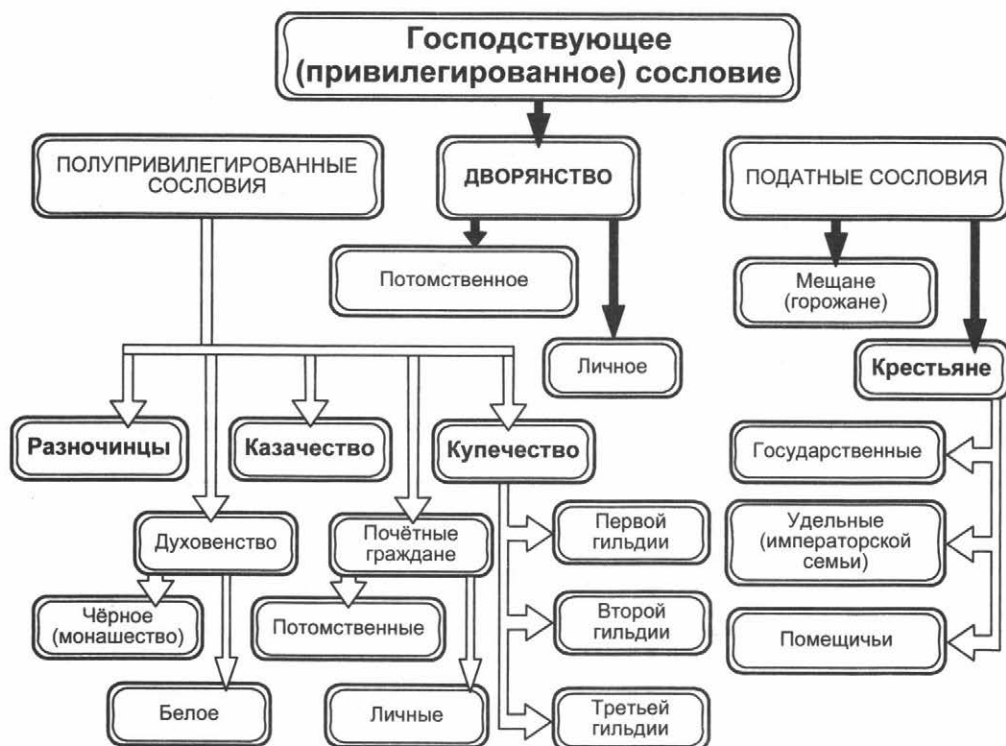 Господствующее
(привилегированное) сословие
ПОЛУПРИВИЛЕГИРОВАННЫЕ
СОСЛОВИЯ
ДВОРЯНСТВО
ПОДАТНЫЕ СОСЛОВИЯ
Потомственное
Личное
Мещане
(горожане)
Крестьяне
Разночинцы
Казачество
Купечество
Духовенство
Почётные
граждане
Чёрное
(монашество)
Белое
Потомственные
Личные
Первой
гильдии
Второй
гильдии
Третьей
гильдии
Государственные
Удельные
(императорской
семьи)
Помещичьи